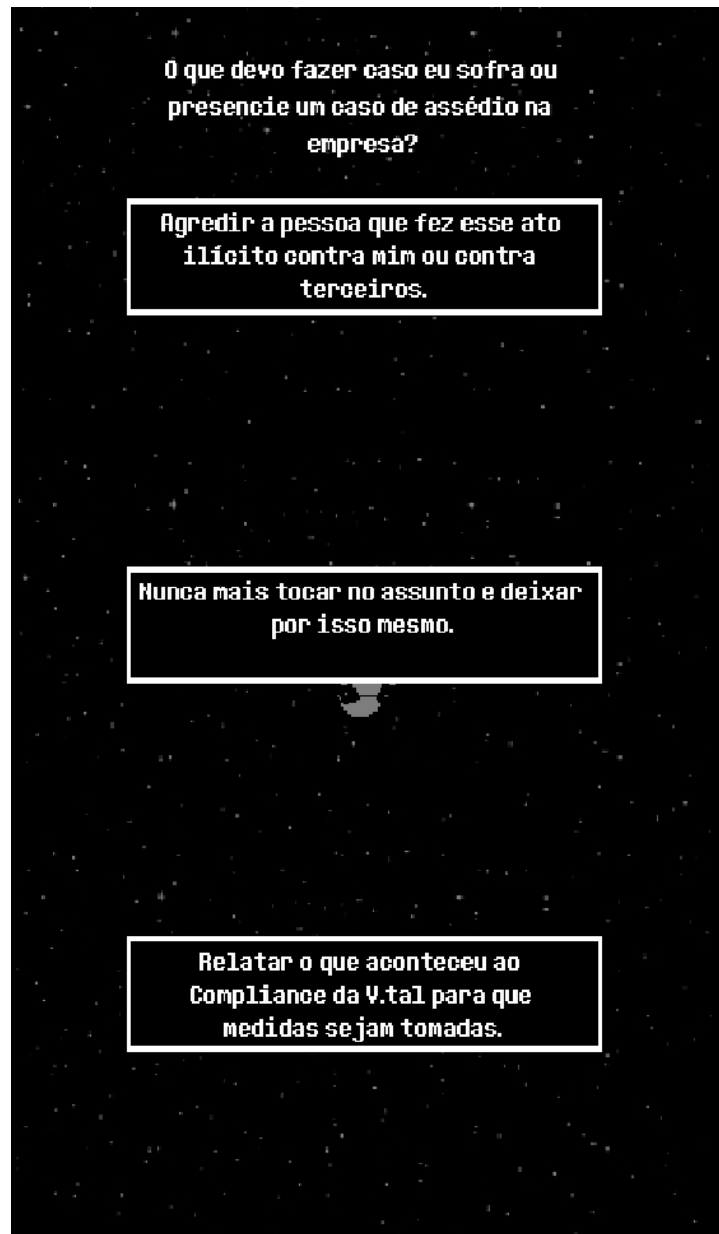 O que devo fazer caso eu sofra ou
presencie um caso de assédio na
empresa?
Agredir a pessoa que fez esse ato
ilícito contra mim ou contra
terceiros.
Nunca mais tocar no assunto e deixar
por isso mesmo.
Relatar o que aconteceu ao
Compliance da V.tal para que
medidas sejam tomadas.